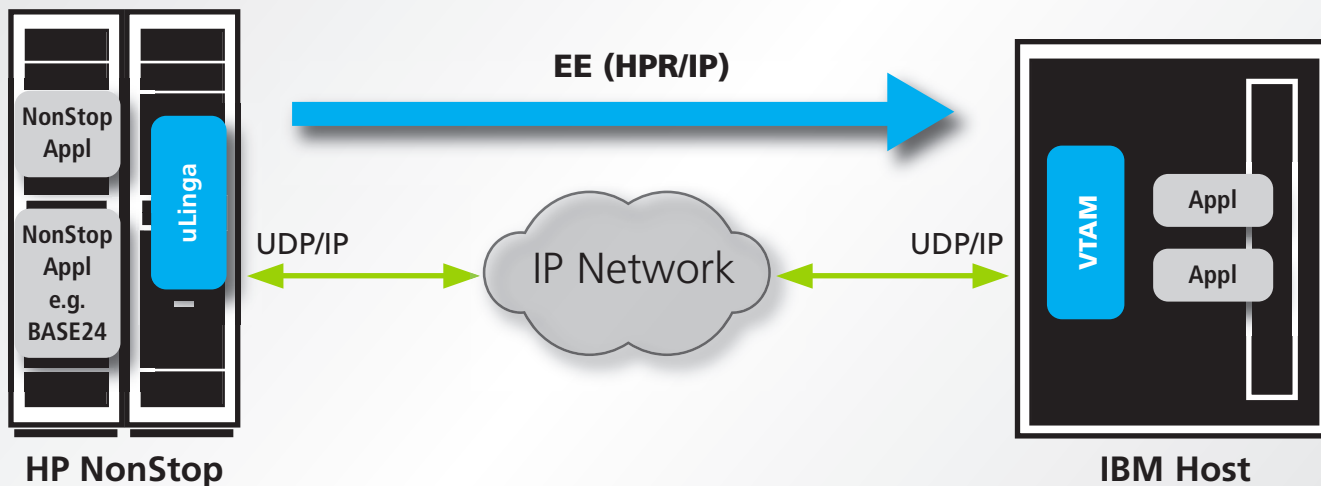 EE (HPR/IP)
NonStop
Appl
NonStop
Appl
e.g.
BASE24
uLinga
UDP/IP
IP Network
UDP/IP
VTAM
Appl
Appl
HP NonStop
IBM Host